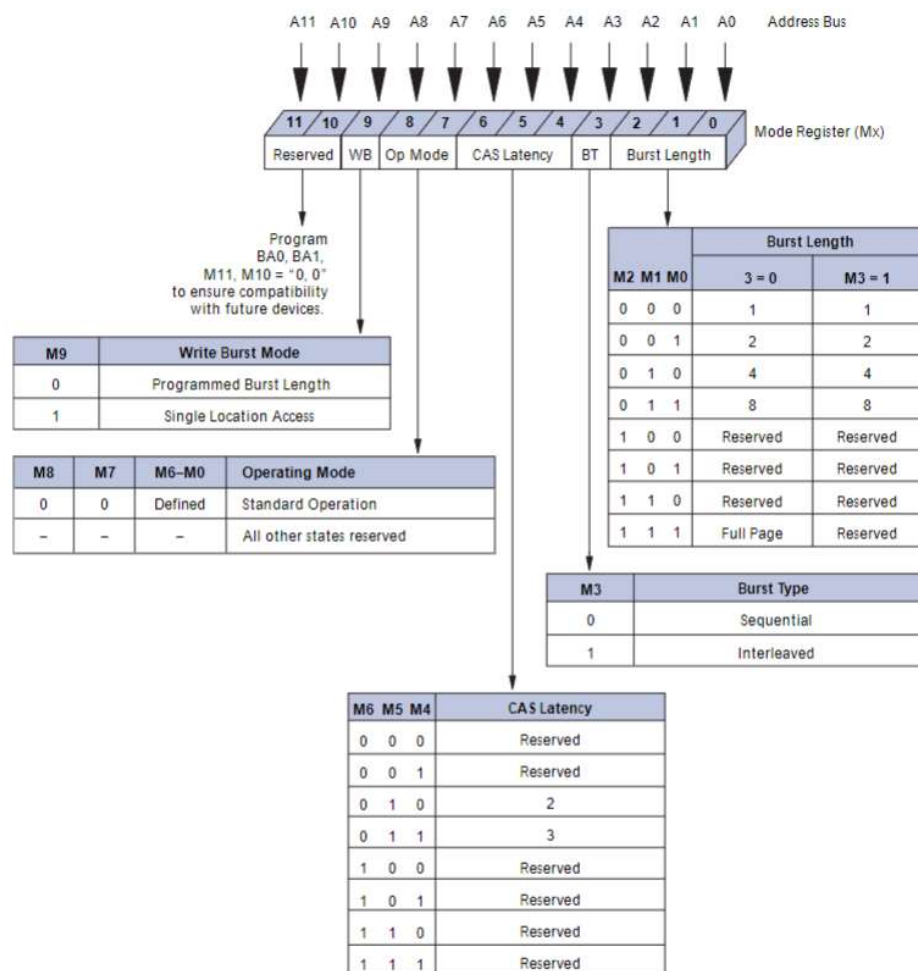 A11 A10 A9 A8 A7 A6 A5 A4 A3 A2 A1 A0 Address Bus
11 10 9 8 7 6 5 4 3 2 1 0
Mode Register (Mx)
Reserved WB Op Mode CAS Latency BT Burst Length
Program
BA0, BA1,
M11, M10 = “0, 0”
to ensure compatibility
with future devices.
M9 Write Burst Mode
0 Programmed Burst Length
1 Single Location Access
M8 M7 M6–M0 Operating Mode
0 0 Defined Standard Operation
– – – All other states reserved
Burst Length
M2 M1 M0 3 = 0 M3 = 1
0 0 0 1 1
0 0 1 2 2
0 1 0 4 4
0 1 1 8 8
1 0 0 Reserved Reserved
1 0 1 Reserved Reserved
1 1 0 Reserved Reserved
1 1 1 Full Page Reserved
M3 Burst Type
0 Sequential
1 Interleaved
M6 M5 M4 CAS Latency
0 0 0 Reserved
0 0 1 Reserved
0 1 0 2
0 1 1 3
1 0 0 Reserved
1 0 1 Reserved
1 1 0 Reserved
1 1 1 Reserved